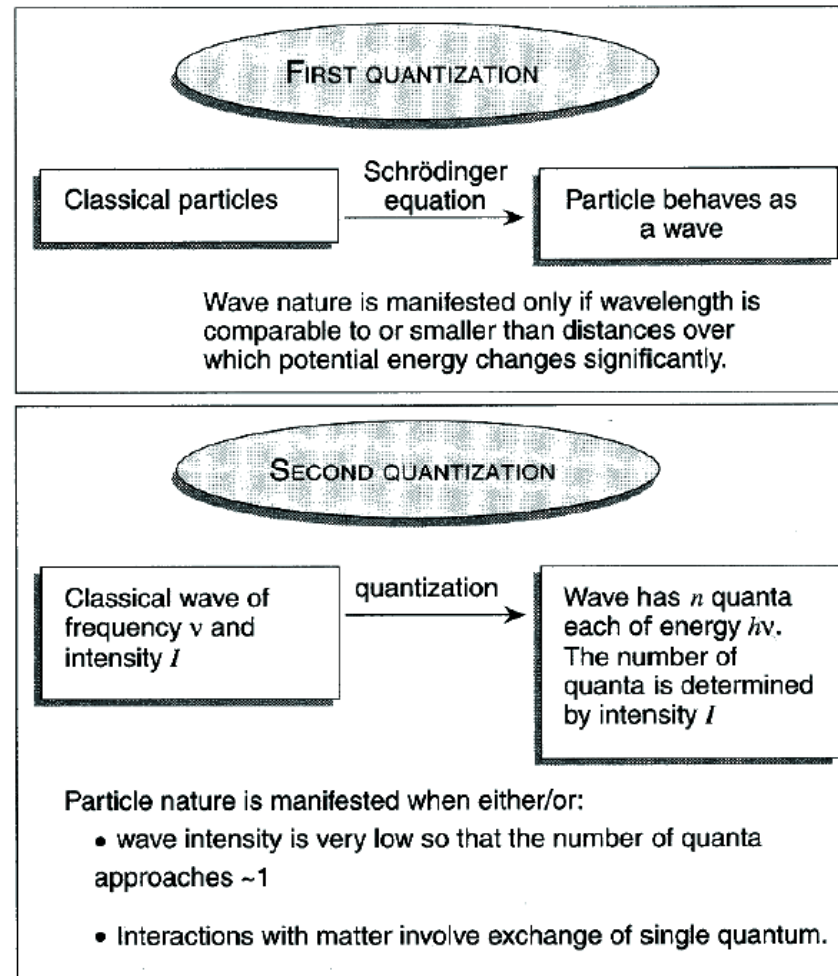 FIRST QUANTIZATION
Classical particles
Schrödinger
equation
Particle behaves as
a wave
Wave nature is manifested only if wavelength is
comparable to or smaller than distances over
which potential energy changes significantly.
SECOND QUANTIZATION
Classical wave of
frequency ν and
intensity I
quantization
Wave has n quanta
each of energy hν.
The number of
quanta is determined
by intensity I
Particle nature is manifested when either/or:
• wave intensity is very low so that the number of quanta
approaches ~1
• Interactions with matter involve exchange of single quantum.